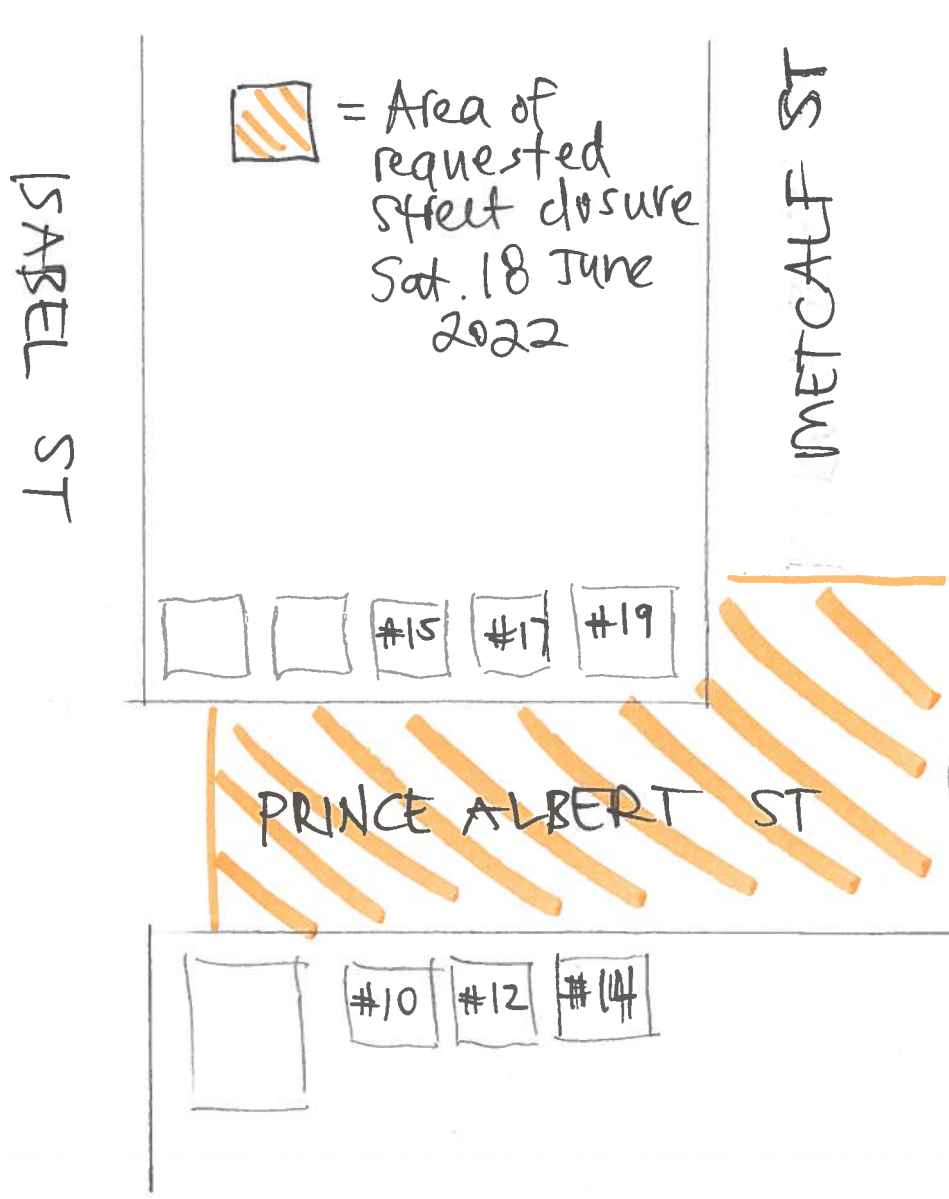 = Area of
requested
street closure
Sat. 18 June
2022
ISABEL ST
METCALF ST
#15 #17 #19
PRINCE ALBERT ST
#10 #12 #14